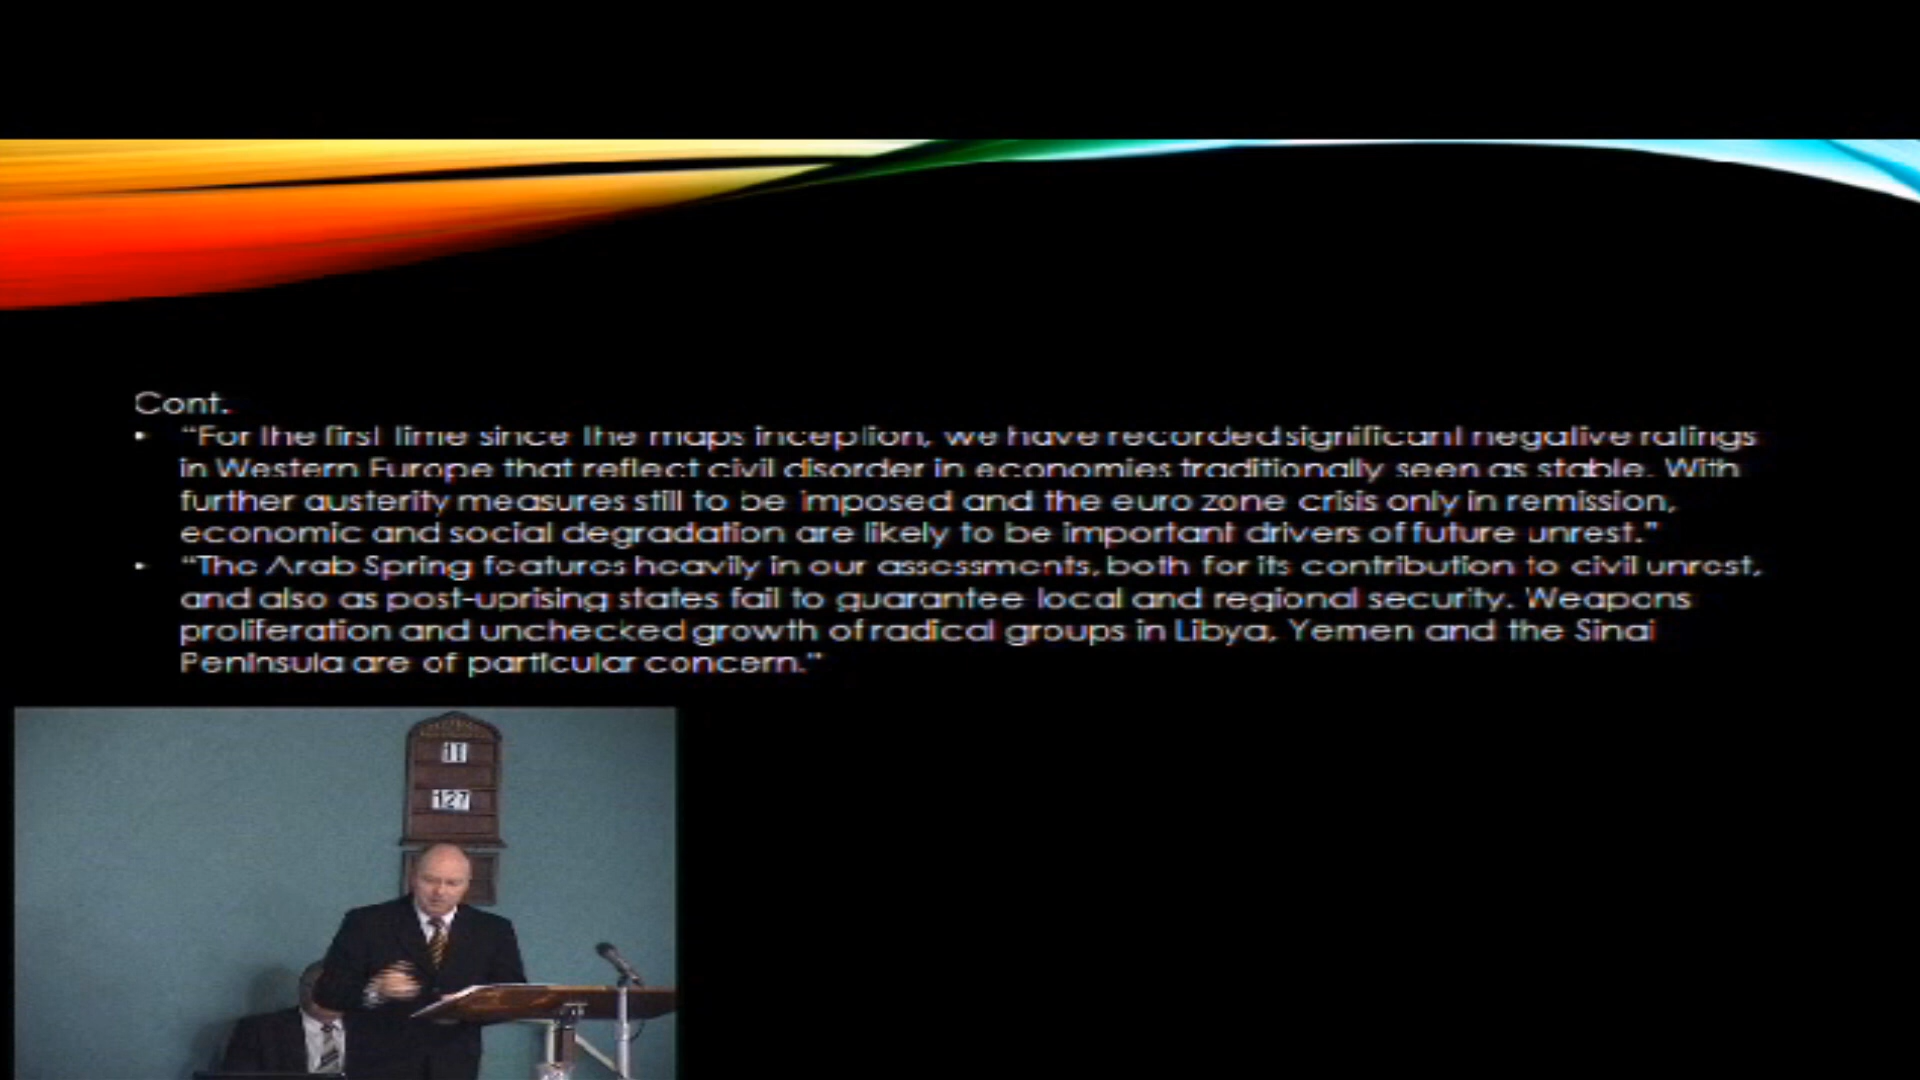 Cont.
• “For the first time since the maps inception, we have recorded significant negative ratings
in Western Europe that reflect civil disorder in economies traditionally seen as stable. With
further austerity measures still to be imposed and the euro zone crisis only in remission,
economic and social degradation are likely to be important drivers of future unrest.”
• “The Arab Spring features heavily in our assessments, both for its contribution to civil unrest,
and also as post-uprising states fail to guarantee local and regional security. Weapons
proliferation and unchecked growth of radical groups in Libya, Yemen and the Sinai
Peninsula are of particular concern.”
11
127